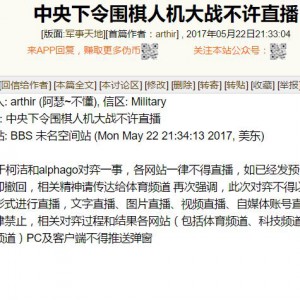 中央下令围棋人机大战不许直播
[版面:军事天地][首篇作者:arthir] , 2017年05月22日21:33:04
来APP回复,赚取更多伪币 关注本站公众号:
[回信给作者] [本篇全文] [本讨论区] [修改] [删除] [转寄] [转贴] [收藏] [举报]
人: arthir (阿瑟~不懂), 信区: Military
: 中央下令围棋人机大战不许直播
站: BBS 未名空间站 (Mon May 22 21:34:13 2017, 美东)
于柯洁和alphago对弈一事,各网站一律不得直播,如已经发预
即撤回,相关精神请传达给体育频道 再次强调,此次对弈不得以
形式进行直播,文字直播、图片直播、视频直播、自媒体账号直
律禁止,相关对弈过程和结果各网站(包括体育频道、科技频道
频道)PC及客户端不得推送弹窗